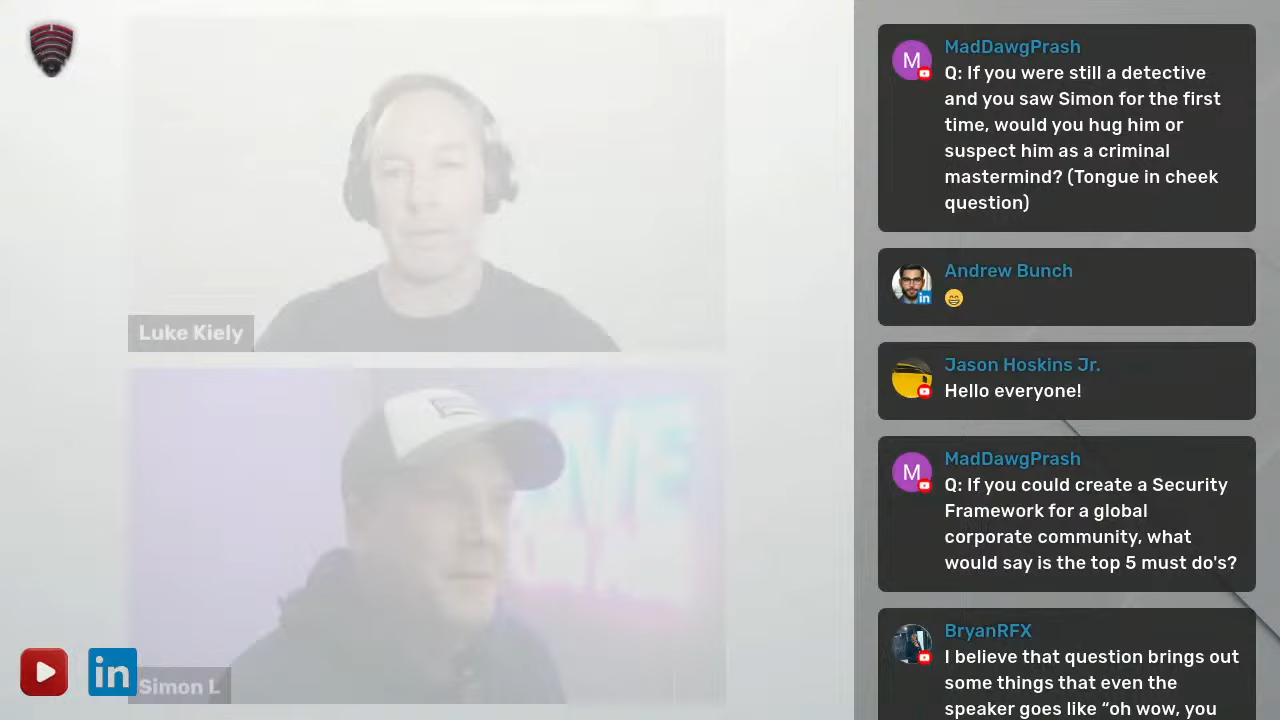 Luke Kiely
Simon L
in
MadDawgPrash
M
Q: If you were still a detective
and you saw Simon for the first
time, would you hug him or
suspect him as a criminal
mastermind? (Tongue in cheek
question)
Andrew Bunch
in
Jason Hoskins Jr.
Hello everyone!
MadDawgPrash
M
Q: If you could create a Security
Framework for a global
corporate community, what
would say is the top 5 must do's?
BryanRFX
I believe that question brings out
some things that even the
speaker goes like “oh wow, you